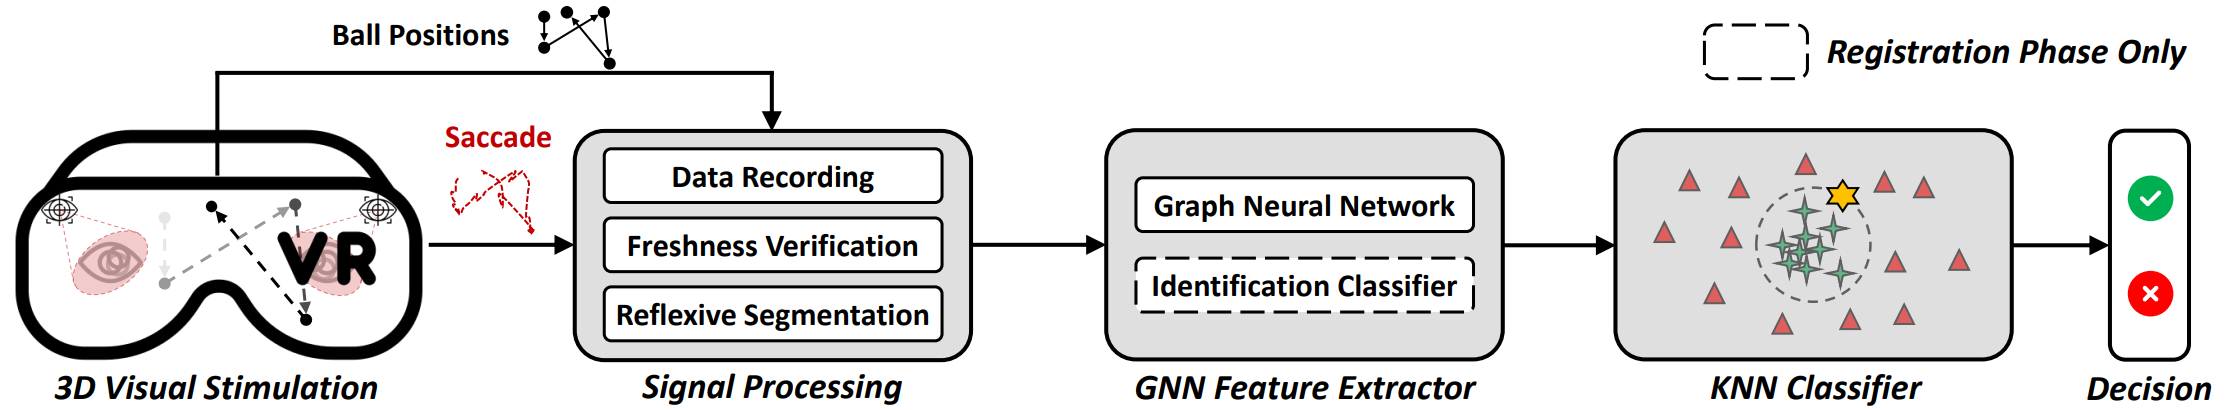 Ball Positions
Registration Phase Only
Saccade
VR
Data Recording
Freshness Verification
Reflexive Segmentation
Graph Neural Network
Identification Classifier
3D Visual Stimulation
Signal Processing
GNN Feature Extractor
KNN Classifier
Decision